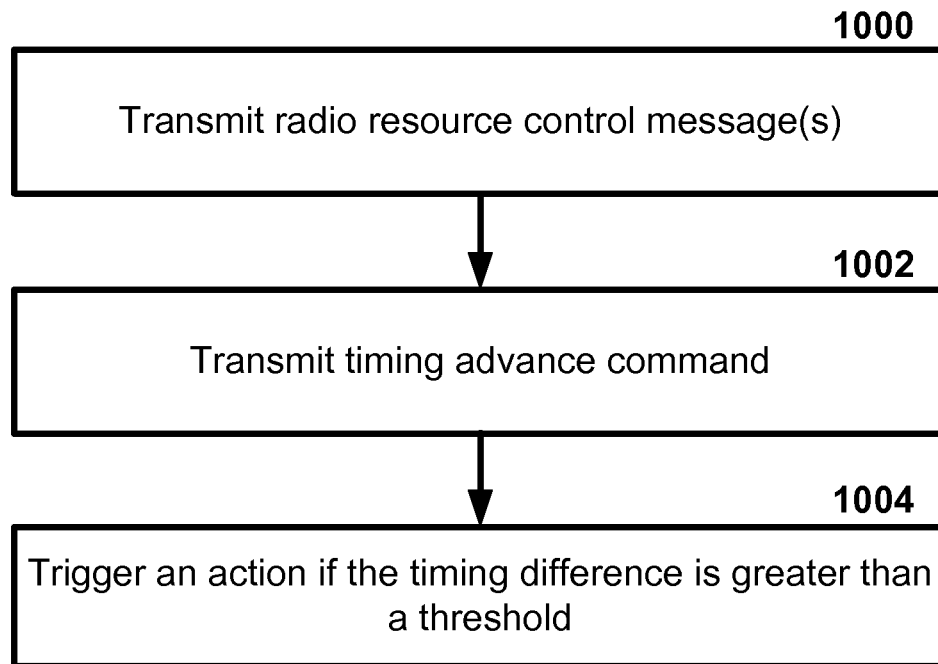 1000
Transmit radio resource control message(s)
1002
Transmit timing advance command
1004
Trigger an action if the timing difference is greater than
a threshold